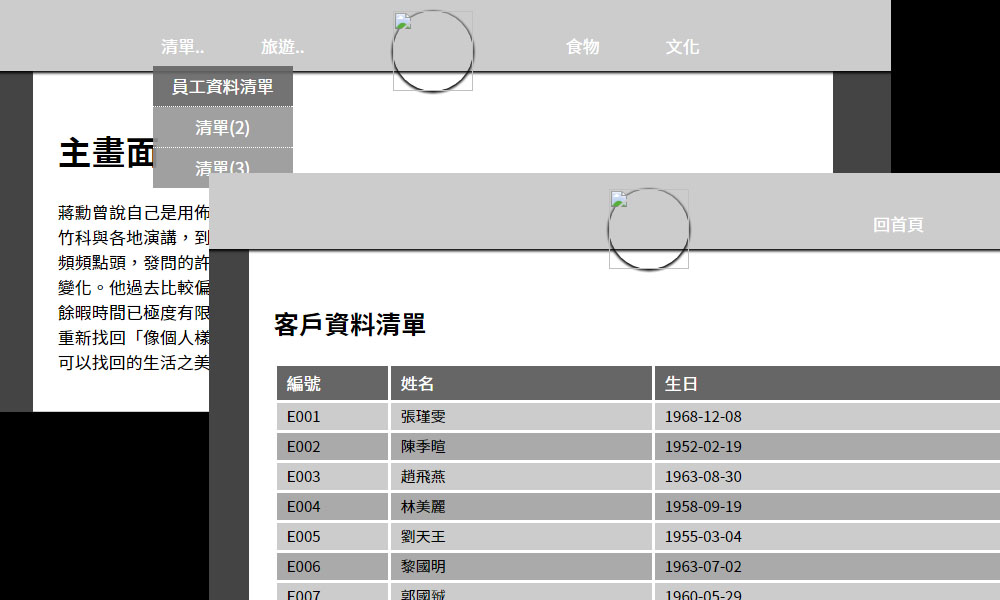 清單.. 旅遊.. 食物 文化
員工資料清單
清單(2)
清單(3)
主畫面
蔣勳曾說自己是用佈
竹科與各地演講，到
頻頻點頭，發問的許
變化。他過去比較偏
餘暇時間已極度有限
重新找回「像個人樣
可以找回的生活之美
回首頁
客戶資料清單
編號 姓名 生日
E001 張瑾雯 1968-12-08
E002 陳季暄 1952-02-19
E003 趙飛燕 1963-08-30
E004 林美麗 1958-09-19
E005 劉天王 1955-03-04
E006 黎國明 1963-07-02
E007 郭國 1960-05-29